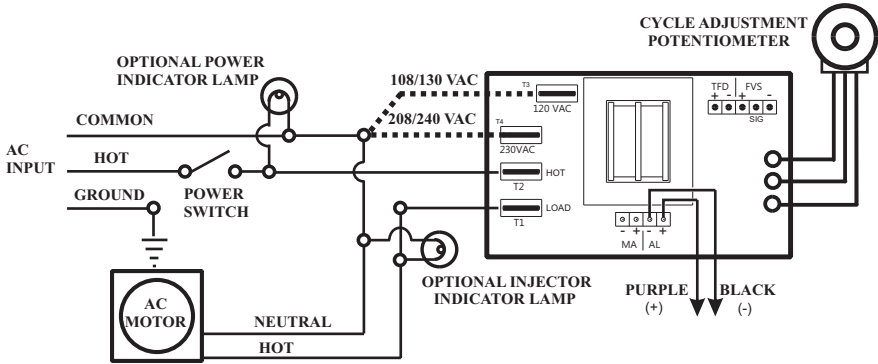 CYCLE ADJUSTMENT
POTENTIOMETER
OPTIONAL POWER
INDICATOR LAMP
108/130 VAC
T3
120 VAC
TFD FVS
+ - + -
SIG
COMMON
208/240 VAC
T4
230VAC
AC
INPUT
HOT
POWER
SWITCH
HOT
T2
GROUND
LOAD
T1
- + - +
MA AL
OPTIONAL INJECTOR
INDICATOR LAMP
PURPLE
(+)
BLACK
(-)
AC
MOTOR
NEUTRAL
HOT